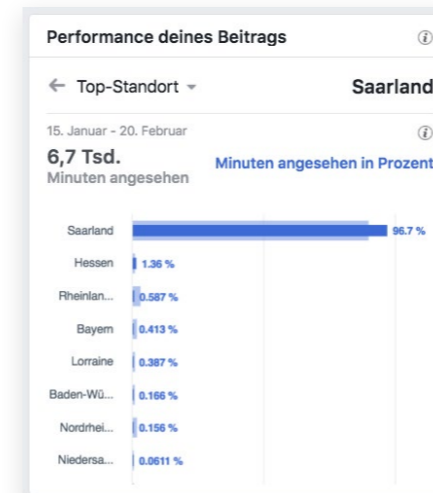 Performance deines Beitrags
Top-Standort
Saarland
15. Januar - 20. Februar
6,7 Tsd.
Minuten angesehen
Minuten angesehen in Prozent
Saarland 96.7 %
Hessen 1.36 %
Rheinlan... 0.587 %
Bayern 0.413 %
Lorraine 0.387 %
Baden-Wü... 0.166 %
Nordrhei... 0.156 %
Niedersa... 0.0611 %